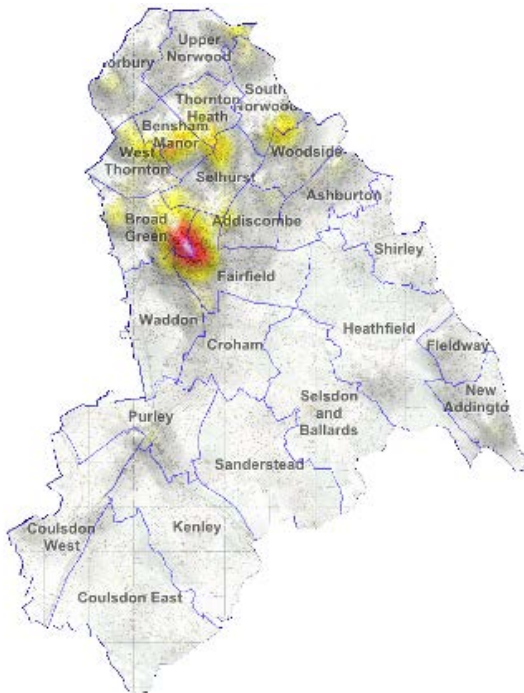 Upper
Norwood
orbury
South
Norwood
Thornton
Heath
Bensham
Manor
West
Thornton
Woodside
Selhurst
Ashburton
Broad
Green
Addiscombe
Shirley
Fairfield
Waddon
Heathfield
Croham
Fieldway
New
Addingto
Selsdon
and
Ballards
Purley
Sanderstead
Coulsdon
West
Kenley
Coulsdon East